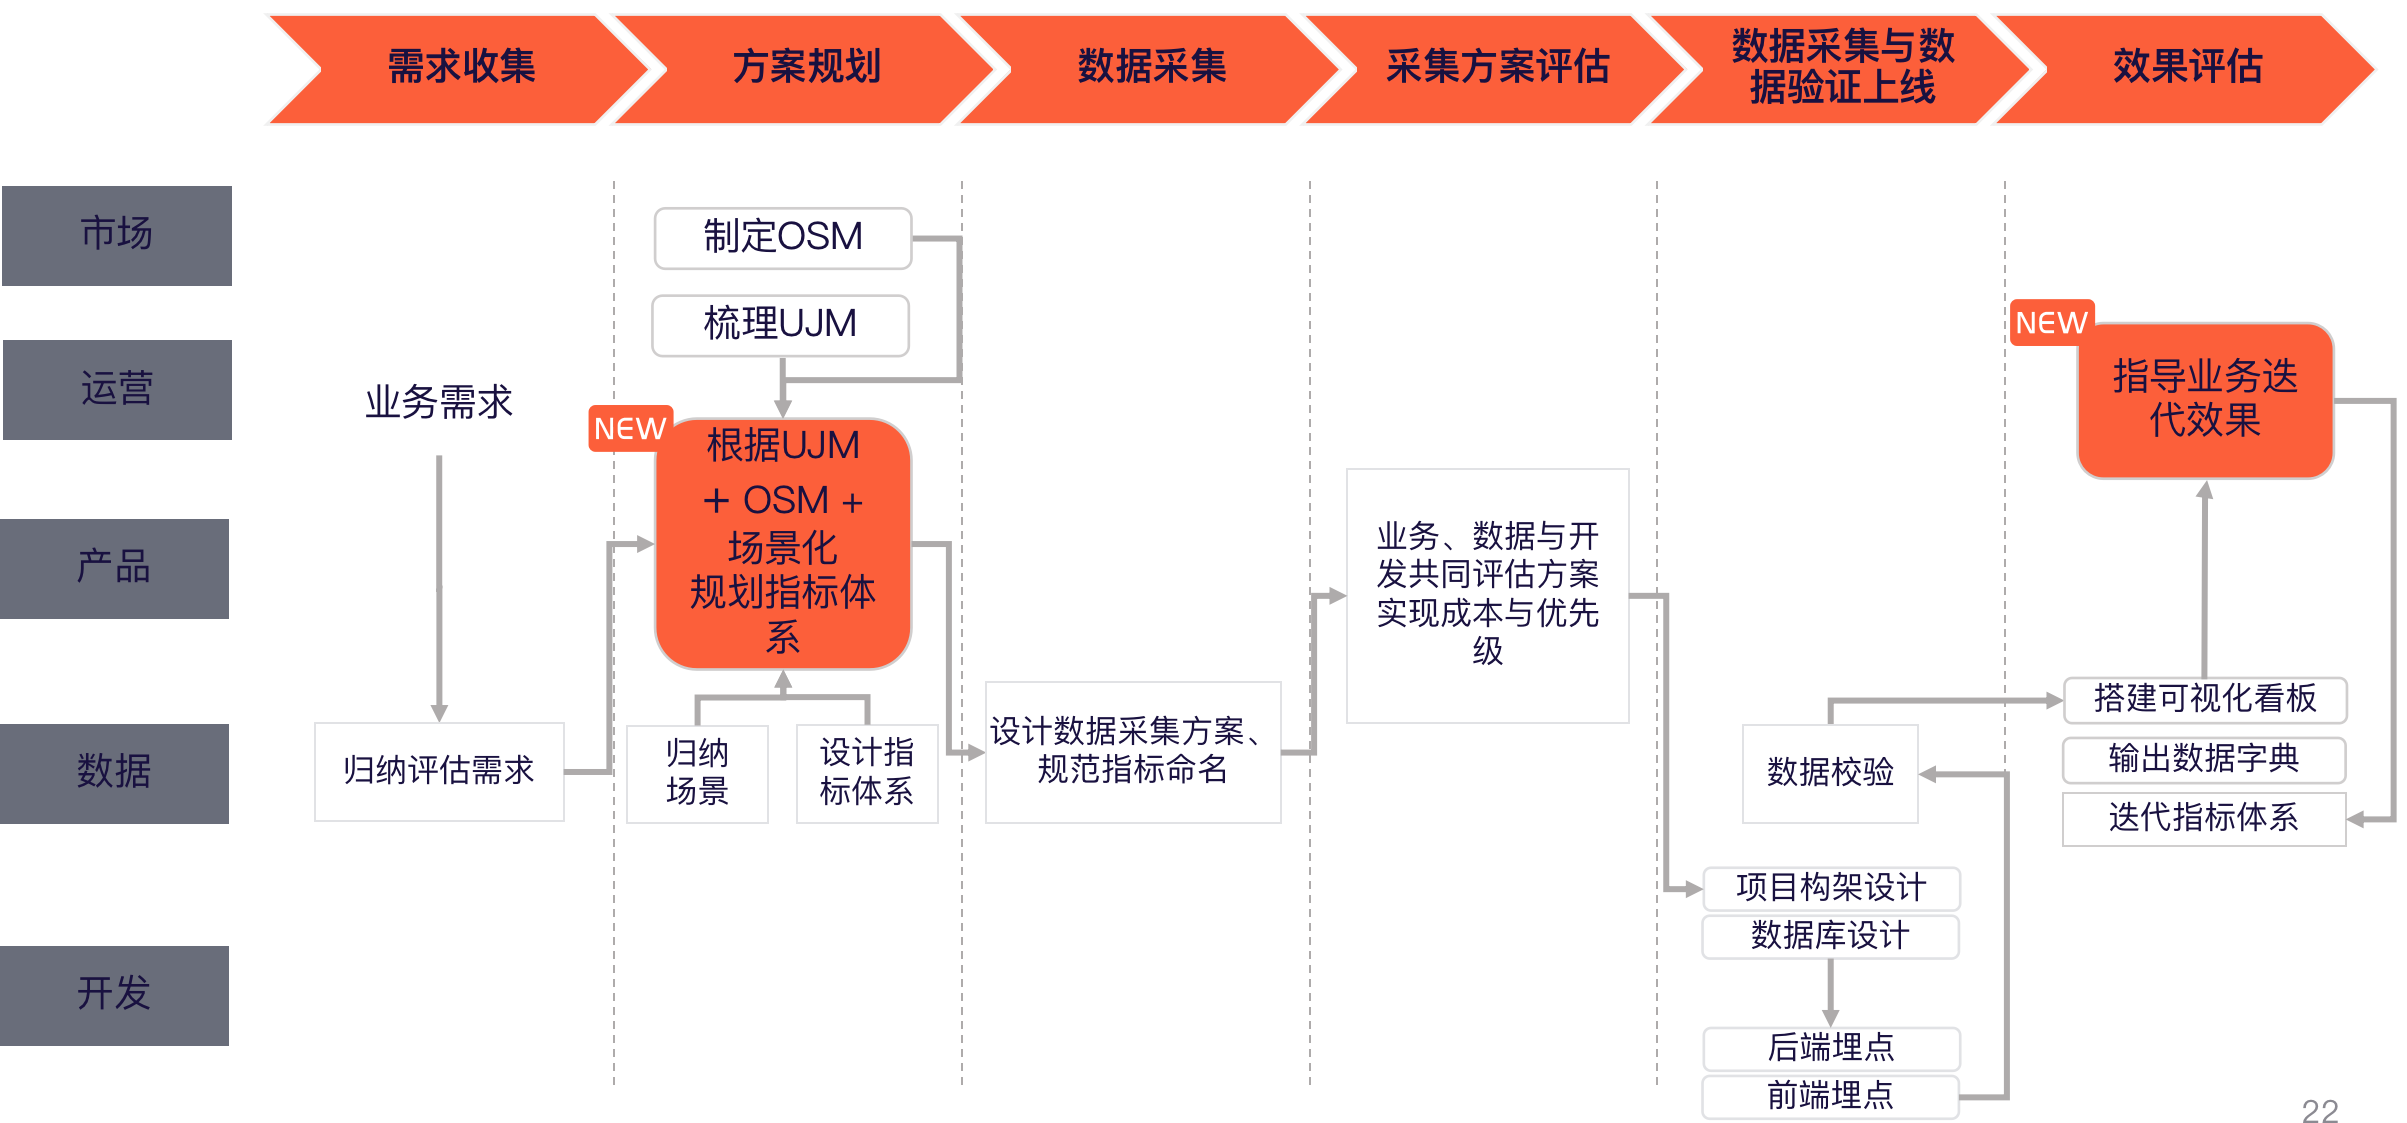 需求收集
方案规划
数据采集
采集方案评估
数据采集与数
据验证上线
效果评估
市场
运营
产品
数据
开发
业务需求
归纳评估需求
制定OSM
梳理UJM
NEW
根据UJM
+ OSM +
场景化
规划指标体
系
归纳
场景
设计指
标体系
设计数据采集方案、
规范指标命名
业务、数据与开
发共同评估方案
实现成本与优先
级
数据校验
项目构架设计
数据库设计
后端埋点
前端埋点
NEW
指导业务迭
代效果
搭建可视化看板
输出数据字典
迭代指标体系
22